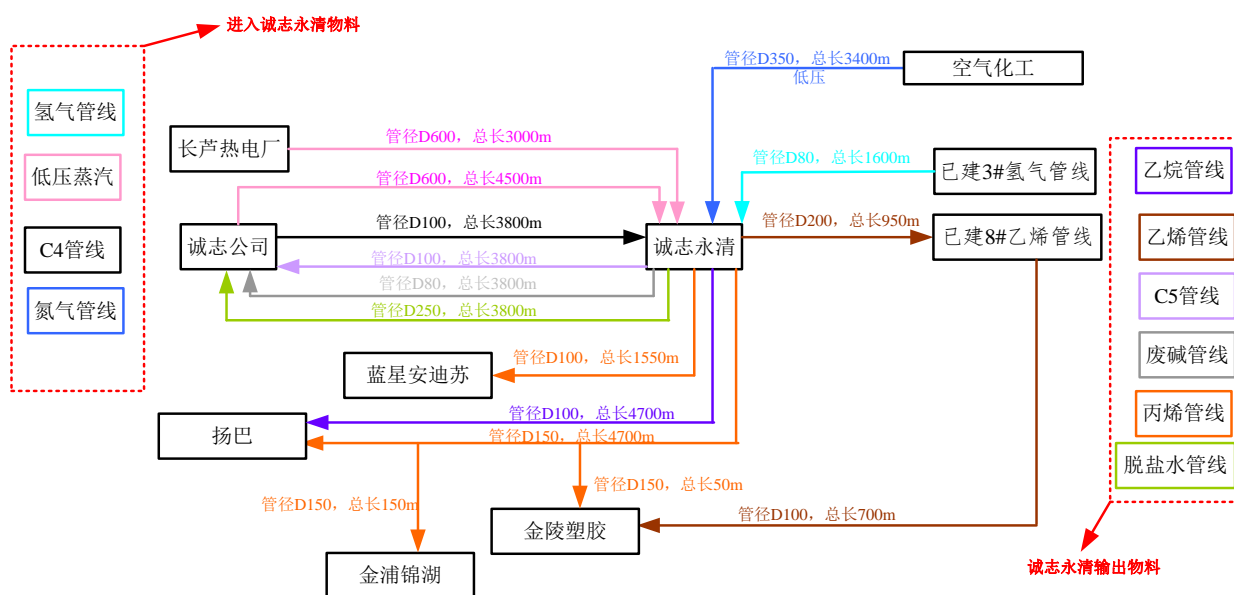 进入诚志永清物料
氢气管线
低压蒸汽
C4管线
氮气管线
管径D350，总长3400m
低压
空气化工
长芦热电厂
管径D600，总长3000m
管径D80，总长1600m
已建3#氢气管线
管径D600，总长4500m
诚志公司
管径D100，总长3800m
诚志永清
管径D200，总长950m
已建8#乙烯管线
管径D100，总长3800m
管径D80，总长3800m
管径D250，总长3800m
蓝星安迪苏
管径D100，总长1550m
扬巴
管径D100，总长4700m
管径D150，总长4700m
管径D150，总长150m
管径D150，总长50m
金陵塑胶
管径D100，总长700m
金浦锦湖
乙烷管线
乙烯管线
C5管线
废碱管线
丙烯管线
脱盐水管线
诚志永清输出物料